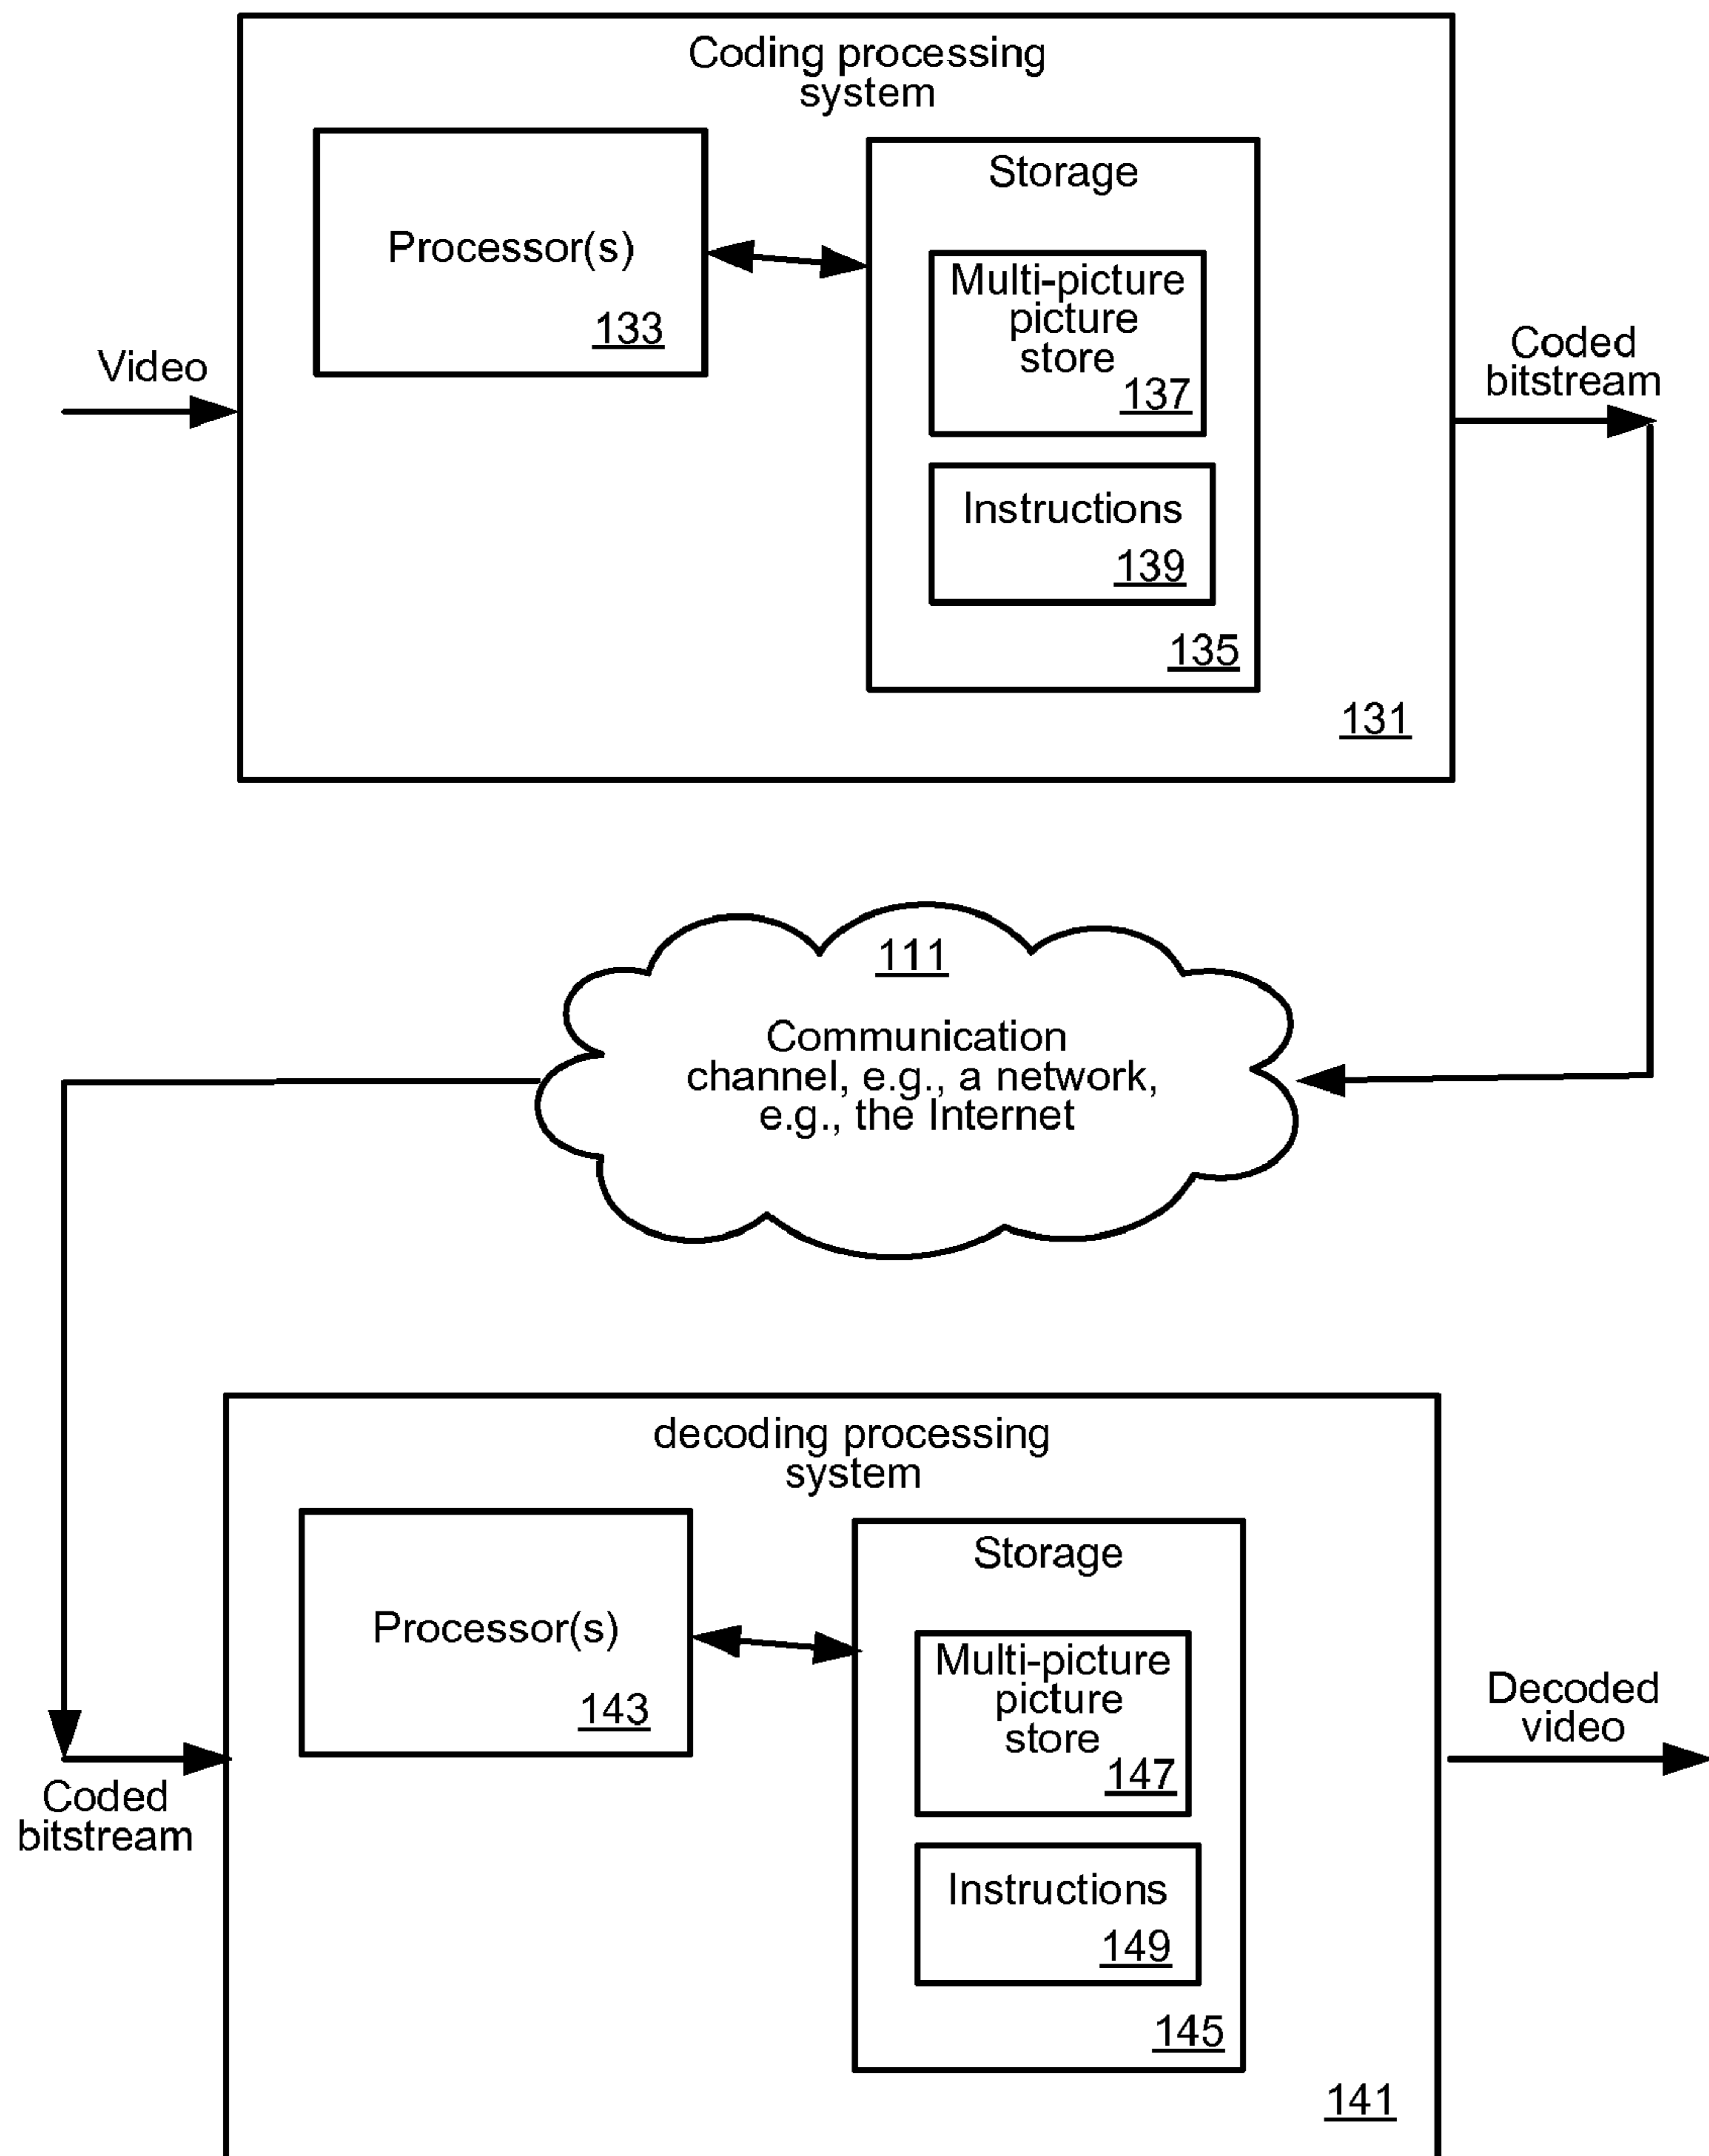 Coding processing
system
Processor(s)
133
Storage
Multi-picture
picture
store
137
Instructions
139
135
131
Video
Coded
bitstream
111
Communication
channel, e.g., a network,
e.g., the Internet
decoding processing
system
Processor(s)
143
Storage
Multi-picture
picture
store
147
Instructions
149
145
141
Coded
bitstream
Decoded
video